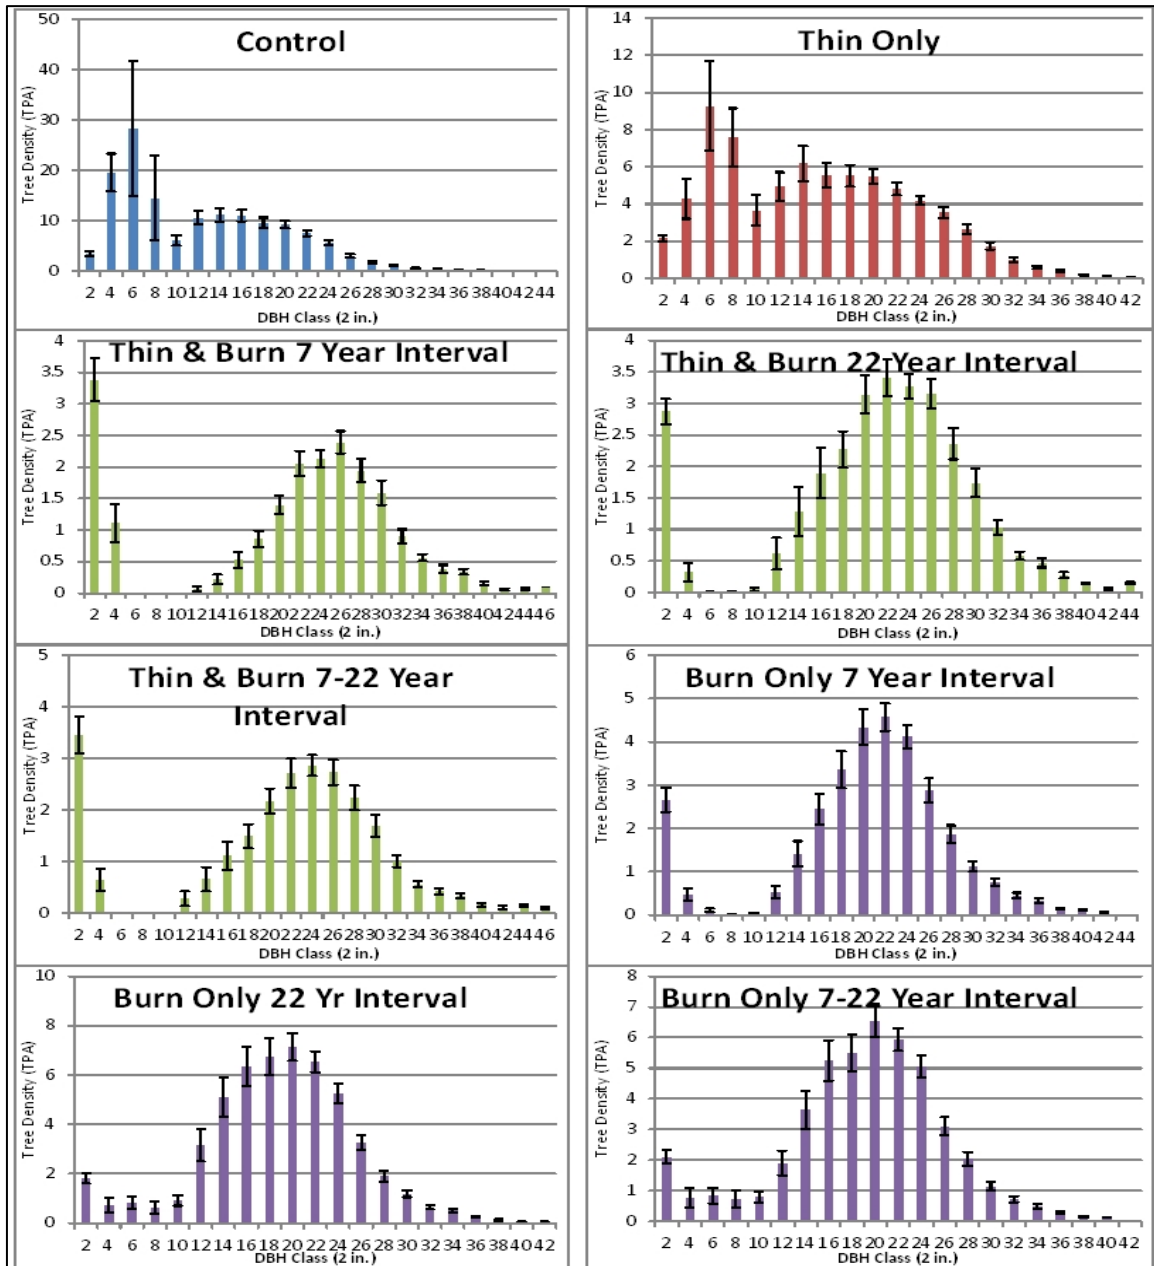 Control
50
40
30
20
10
0
Tree Density (TPA)
2 4 6 8 10 12 14 16 18 20 22 24 26 28 30 32 34 36 38 40 42 44
DBH Class (2 in.)
Thin Only
14
12
10
8
6
4
2
0
Tree Density (TPA)
2 4 6 8 10 12 14 16 18 20 22 24 26 28 30 32 34 36 38 40 42
DBH Class (2 in.)
Thin & Burn 7 Year Interval
4
3.5
3
2.5
2
1.5
1
0.5
0
Tree Density (TPA)
2 4 6 8 10 12 14 16 18 20 22 24 26 28 30 32 34 36 38 40 42 44 46
DBH Class (2 in.)
Thin & Burn 22 Year Interval
4
3.5
3
2.5
2
1.5
1
0.5
0
Tree Density (TPA)
2 4 6 8 10 12 14 16 18 20 22 24 26 28 30 32 34 36 38 40 42 44
DBH Class (2 in.)
Thin & Burn 7-22 Year
Interval
5
4
3
2
1
0
Tree Density (TPA)
2 4 6 8 10 12 14 16 18 20 22 24 26 28 30 32 34 36 38 40 42 44 46
DBH Class (2 in.)
Burn Only 7 Year Interval
6
5
4
3
2
1
0
Tree Density (TPA)
2 4 6 8 10 12 14 16 18 20 22 24 26 28 30 32 34 36 38 40 42 44
DBH Class (2 in.)
Burn Only 22 Yr Interval
10
8
6
4
2
0
Tree Density (TPA)
2 4 6 8 10 12 14 16 18 20 22 24 26 28 30 32 34 36 38 40 42
DBH Class (2 in.)
Burn Only 7-22 Year Interval
8
7
6
5
4
3
2
1
0
Tree Density (TPA)
2 4 6 8 10 12 14 16 18 20 22 24 26 28 30 32 34 36 38 40 42
DBH Class (2 in.)